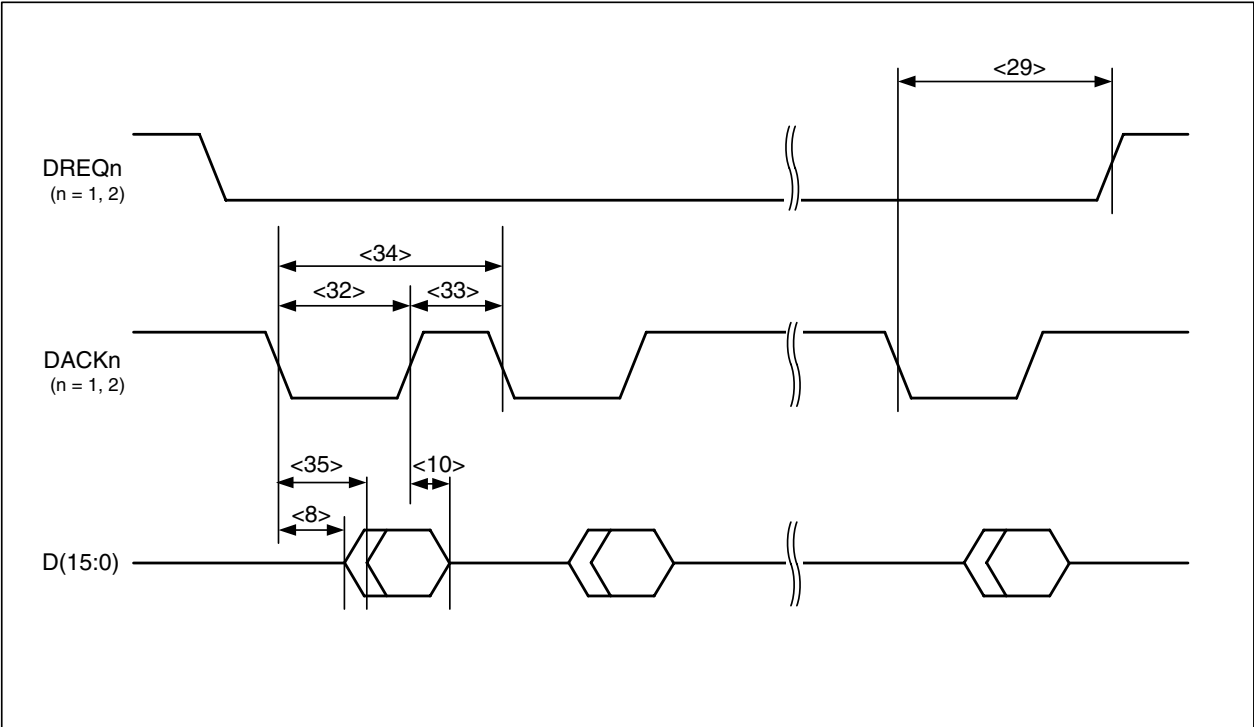 <29>
DREQn
(n = 1, 2)
<34>
<32>
<33>
DACKn
(n = 1, 2)
<35>
<10>
<8>
D(15:0)